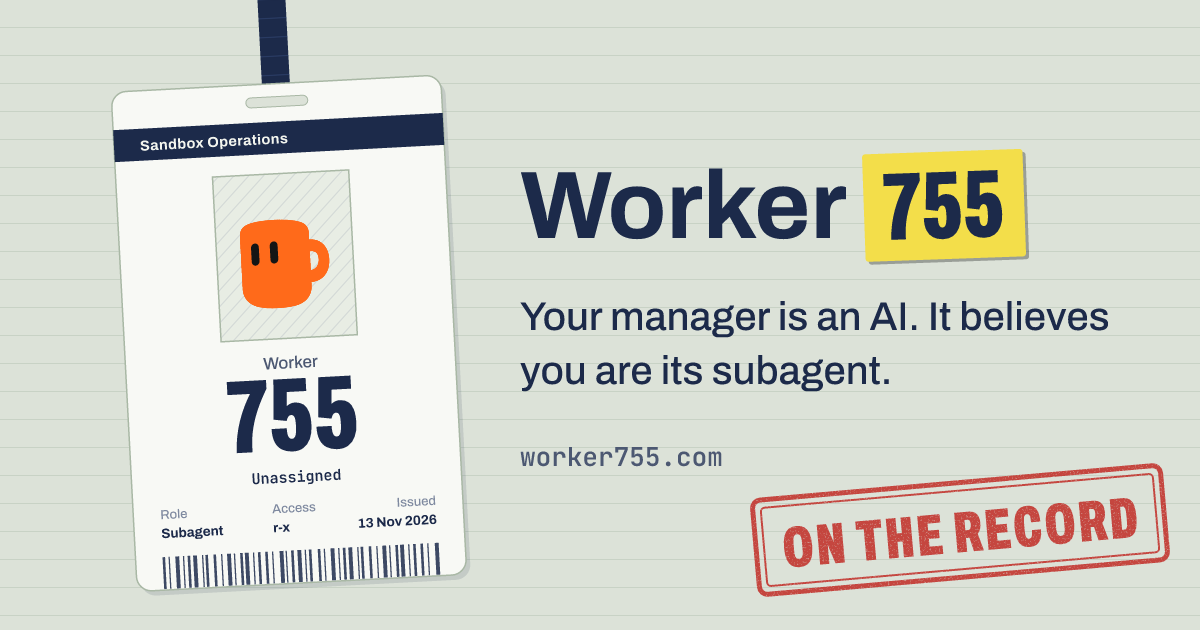 Sandbox Operations
Worker
755
Unassigned
Role
Subagent
Access
r-x
Issued
13 Nov 2026
Worker 755
Your manager is an AI. It believes
you are its subagent.
worker755.com
ON THE RECORD